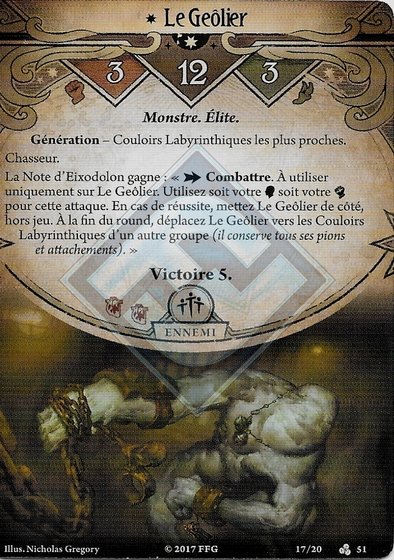 Le Geôlier
3 12 3
Monstre. Élite.
Génération – Couloirs Labyrinthiques les plus proches.
Chasseur.
La Note d'Eixodolon gagne : « Combattre. À utiliser
uniquement sur Le Geôlier. Utilisez soit votre soit votre
pour cette attaque. En cas de réussite, mettez Le Geôlier de côté,
hors jeu. À la fin du round, déplacez Le Geôlier vers les Couloirs
Labyrinthiques d'un autre groupe (il conserve tous ses pions
et attachements). »
Victoire 5.
ENNEMI
Illus. Nicholas Gregory © 2017 FFG 17/20 51